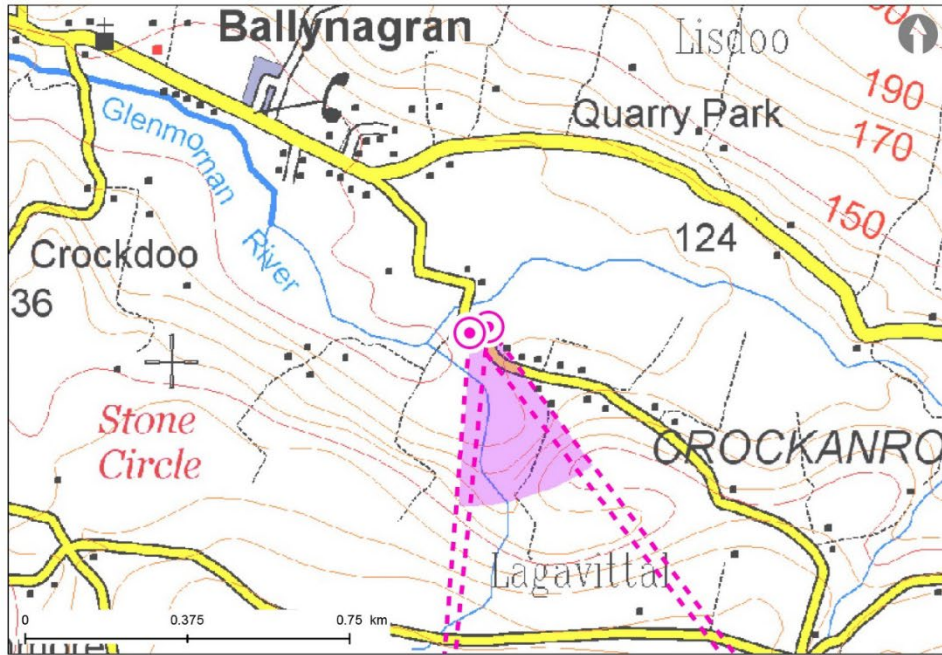 Ballynagran
Lisdoo
190
Quarry Park
170
Glenmornan
150
River
124
Crockdoo
36
Stone
Circle
CROCKANRO
Lagavittal
0 0.375 0.75 km